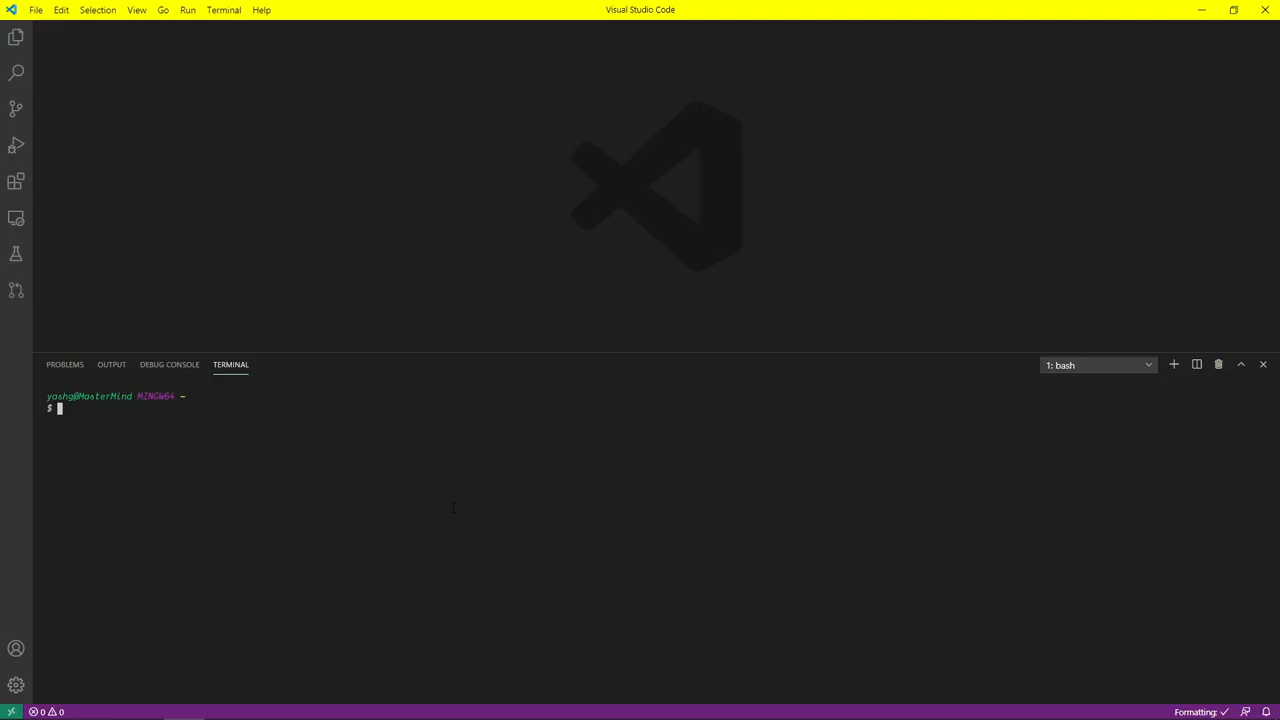 File Edit Selection View Go Run Terminal Help Visual Studio Code
PROBLEMS OUTPUT DEBUG CONSOLE TERMINAL 1: bash
yashg@MasterMind MINGW64 ~
$
0 0 Formatting: ✓